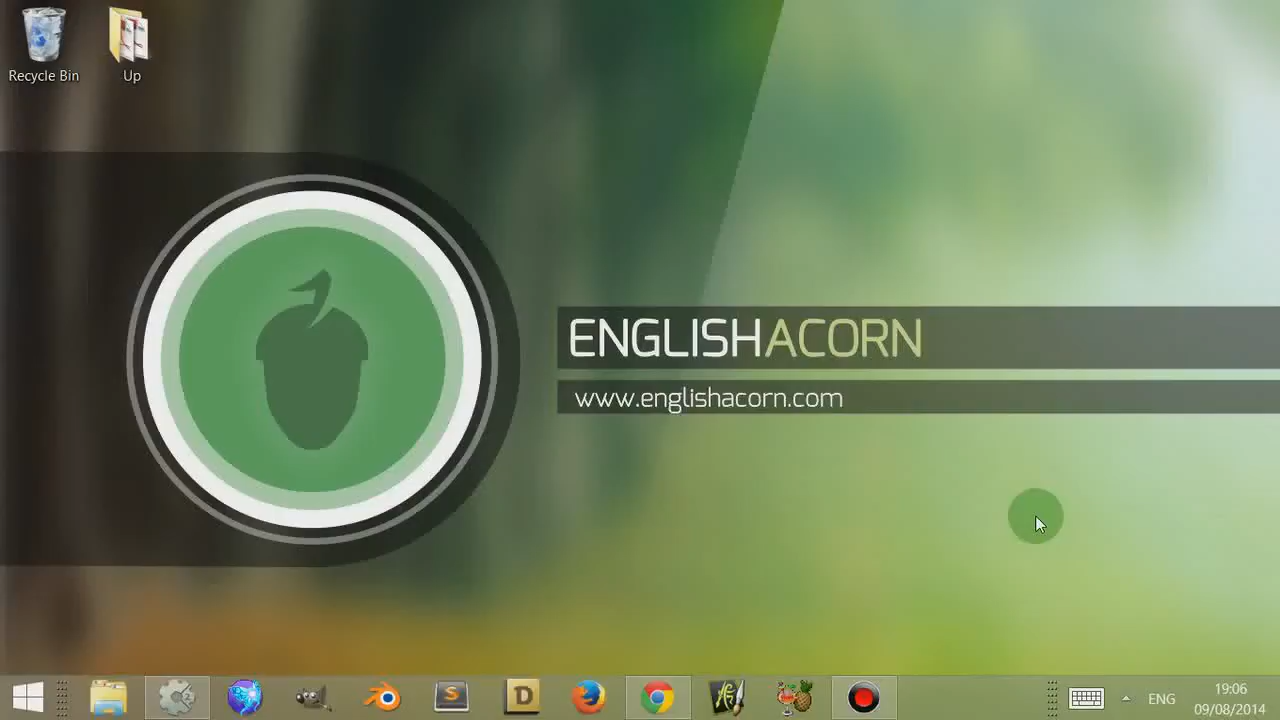 Recycle Bin
Up
ENGLISHACORN
www.englishacorn.com
S
D
ENG
19:06
09/08/2014